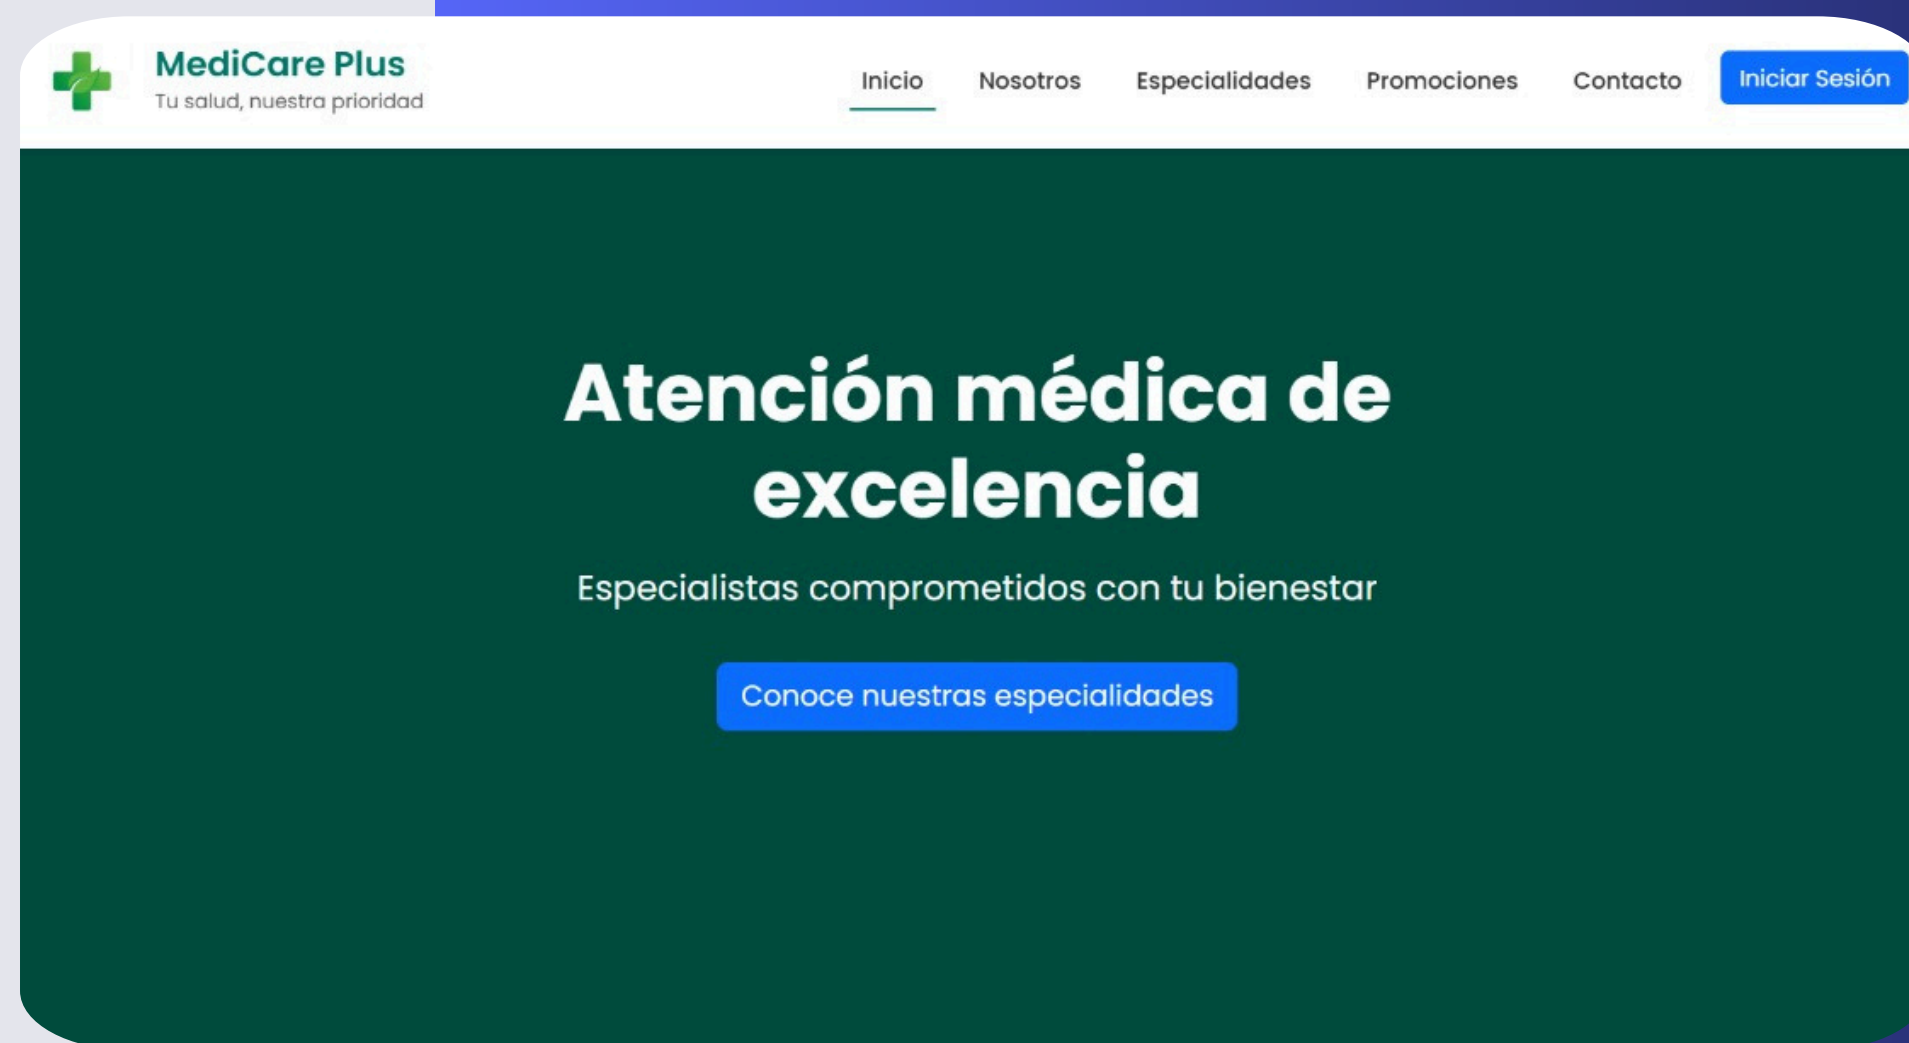 MediCare Plus
Tu salud, nuestra prioridad
Inicio Nosotros Especialidades Promociones Contacto Iniciar Sesión
Atención médica de
excelencia
Especialistas comprometidos con tu bienestar
Conoce nuestras especialidades